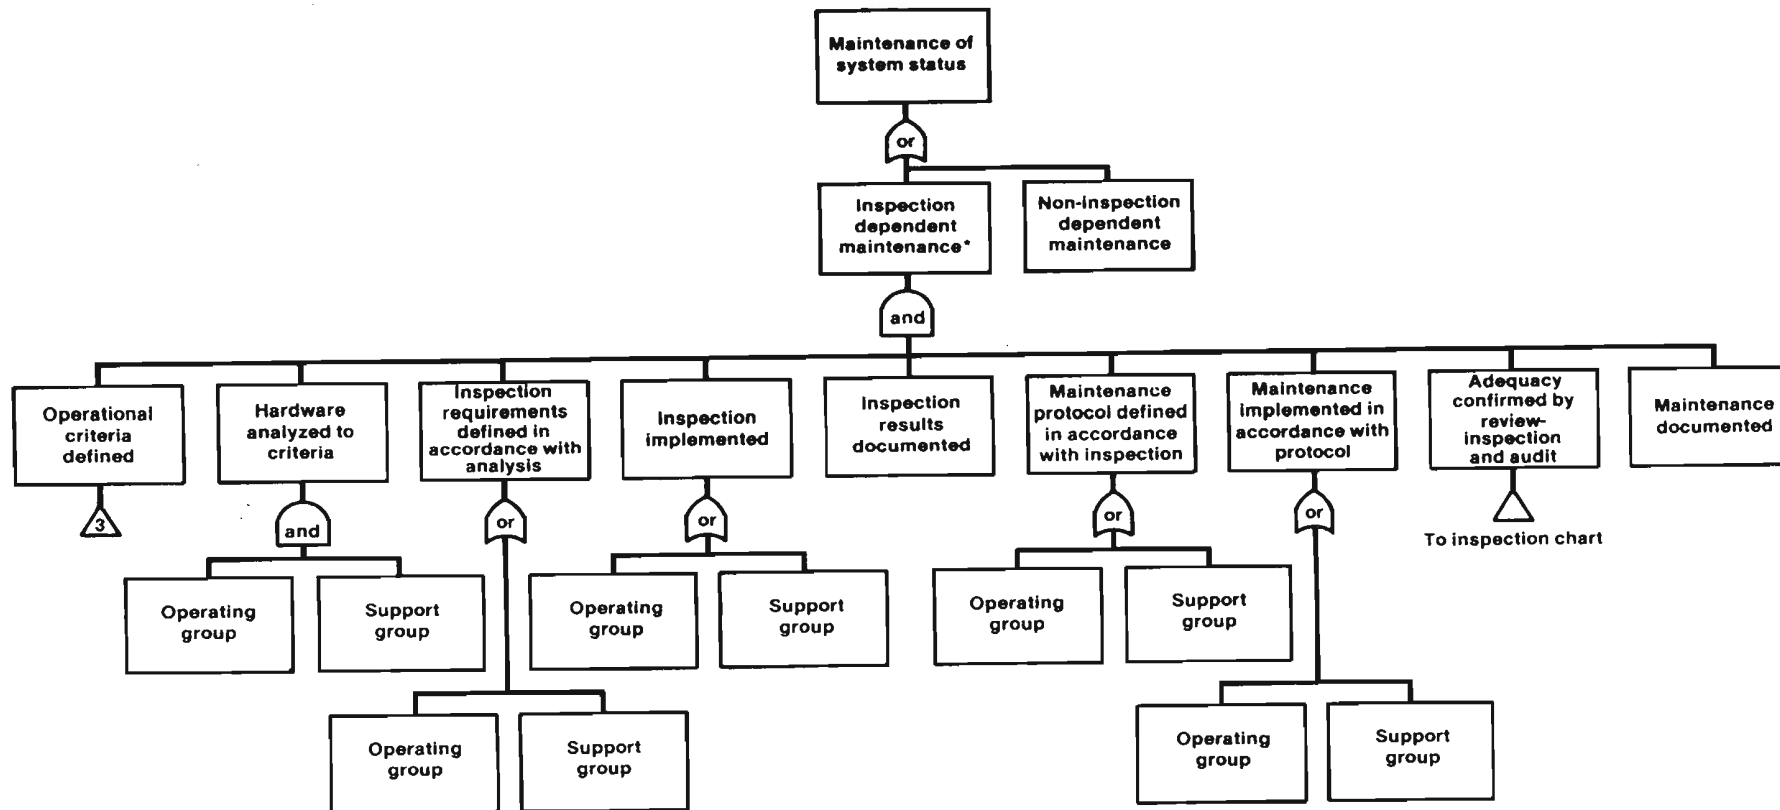 Maintenance of
system status
or
Inspection
dependent
maintenance*
Non-inspection
dependent
maintenance
and
Operational
criteria
defined
Hardware
analyzed to
criteria
Inspection
requirements
defined in
accordance with
analysis
Inspection
implemented
Inspection
results
documented
Maintenance
protocol defined
in accordance
with inspection
Maintenance
implemented in
accordance with
protocol
Adequacy
confirmed by
review-
inspection
and audit
Maintenance
documented
3
and
or
or
or
or
To inspection chart
Operating
group
Support
group
Operating
group
Support
group
Operating
group
Support
group
Operating
group
Support
group
Operating
group
Support
group